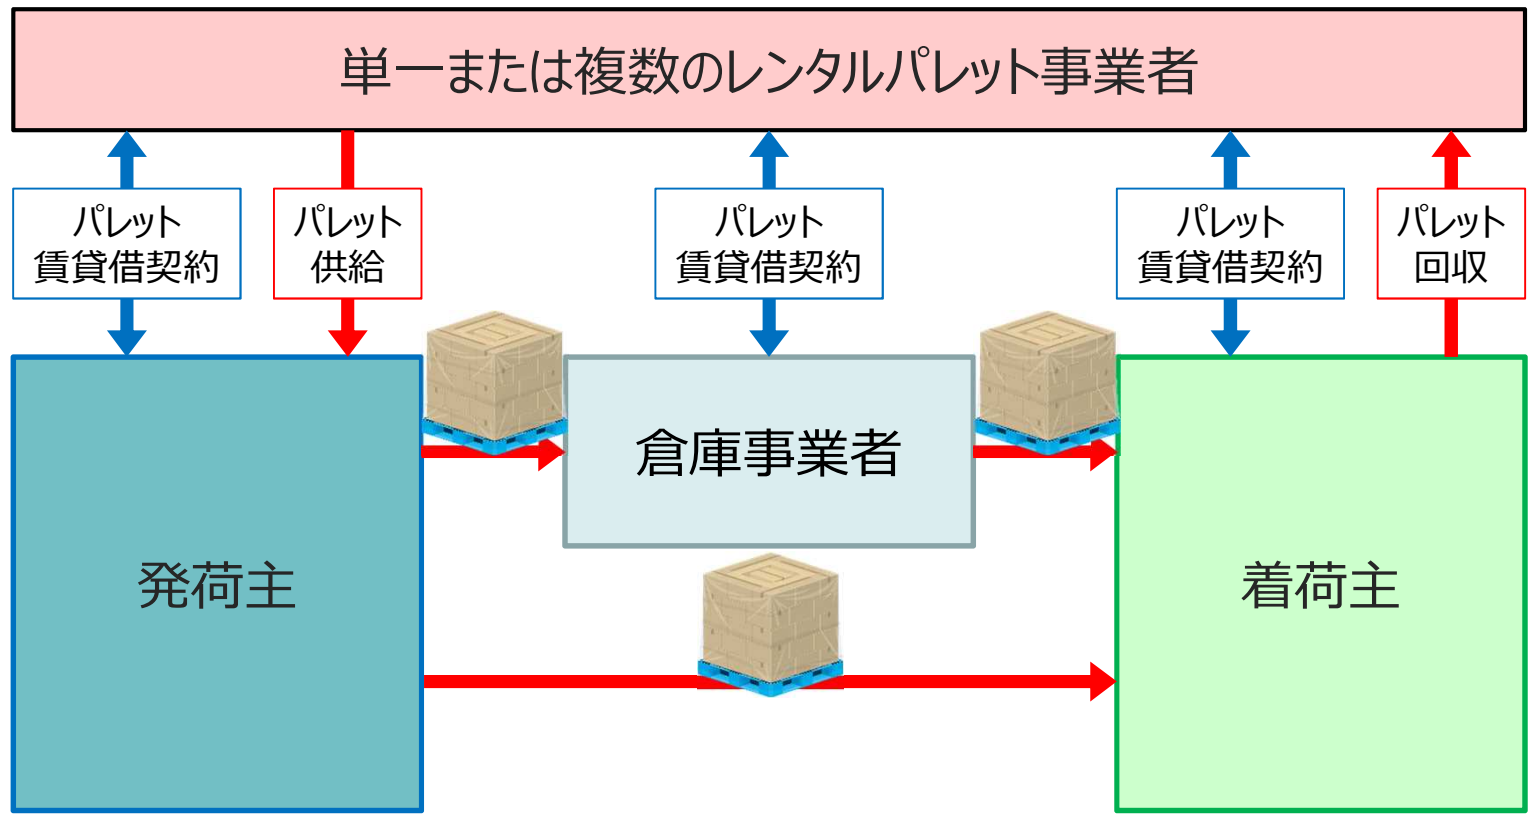 単一または複数のレンタルパレット事業者
パレット
賃貸借契約
パレット
供給
パレット
賃貸借契約
パレット
賃貸借契約
パレット
回収
発荷主
倉庫事業者
着荷主